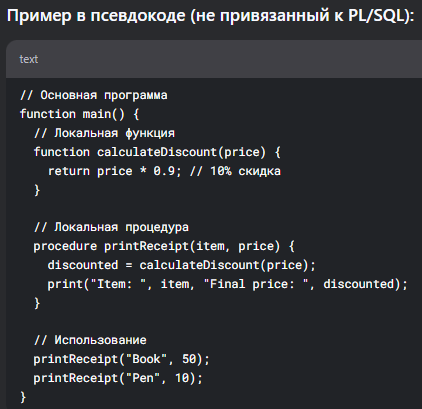 Пример в псевдокоде (не привязанный к PL/SQL):
text
// Основная программа
function main() {
  // Локальная функция
  function calculateDiscount(price) {
    return price * 0.9; // 10% скидка
  }

  // Локальная процедура
  procedure printReceipt(item, price) {
    discounted = calculateDiscount(price);
    print("Item: ", item, "Final price: ", discounted);
  }

  // Использование
  printReceipt("Book", 50);
  printReceipt("Pen", 10);
}